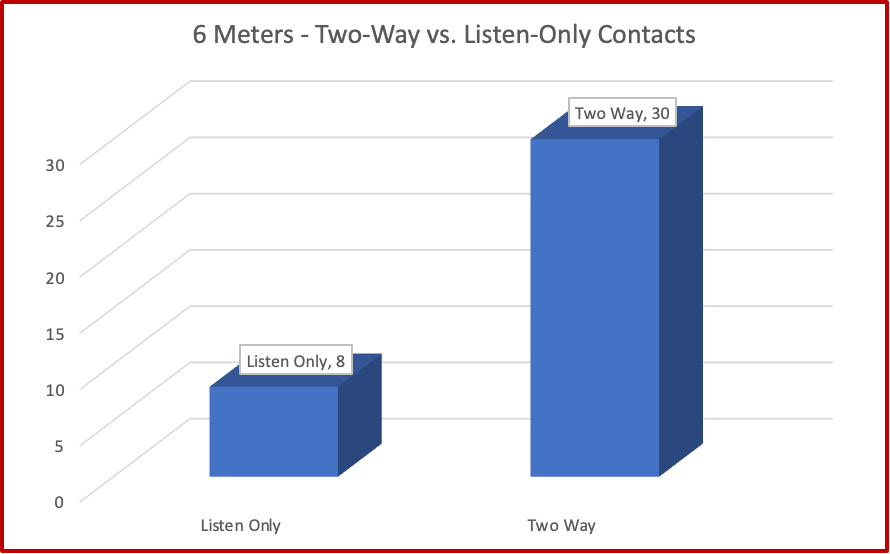 6 Meters - Two-Way vs. Listen-Only Contacts
Two Way, 30
30
25
20
15
Listen Only, 8
10
5
0
Listen Only
Two Way